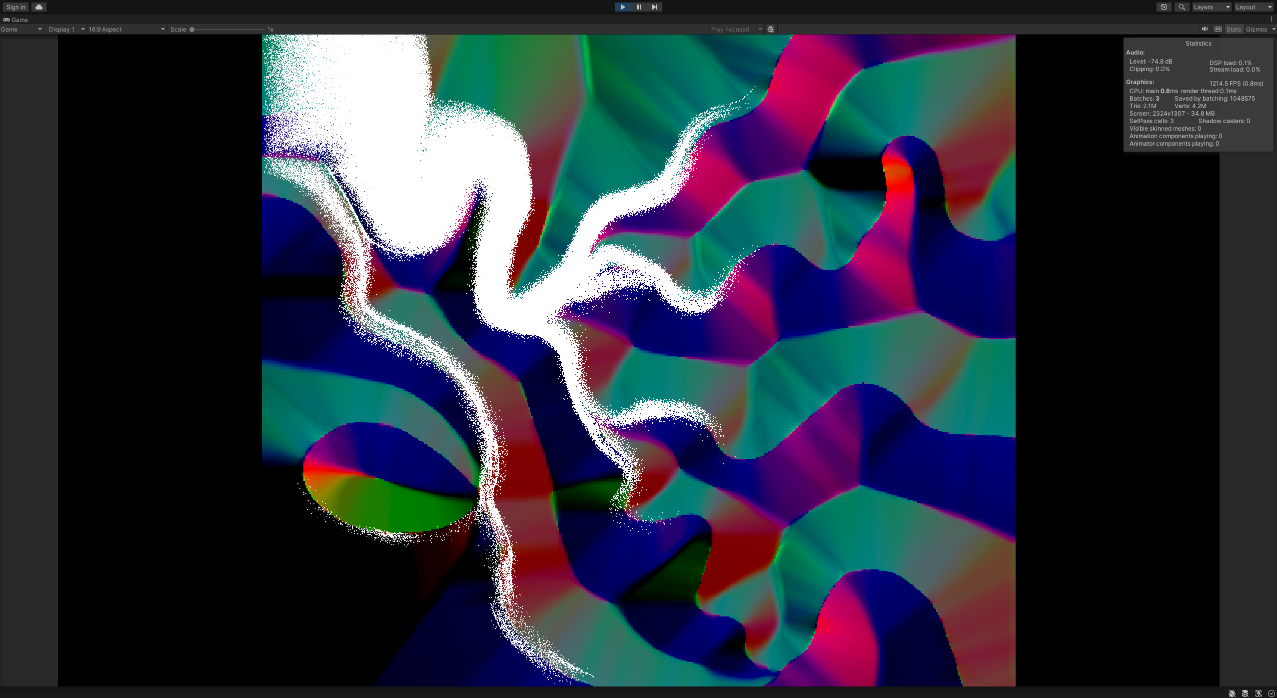 Sign in
Layers Layout
Game
Game Display 1 16:9 Aspect Scale 1x Play Focused Stats Gizmos
Statistics
Audio:
Level: -74.8 dB DSP load: 0.1%
Clipping: 0.0% Stream load: 0.0%
Graphics: 1214.5 FPS (0.8ms)
CPU: main 0.8ms render thread 0.1ms
Batches: 3 Saved by batching: 1048575
Tris: 2.1M Verts: 4.2M
Screen: 2324x1307 - 34.8 MB
SetPass calls: 3 Shadow casters: 0
Visible skinned meshes: 0
Animation components playing: 0
Animator components playing: 0